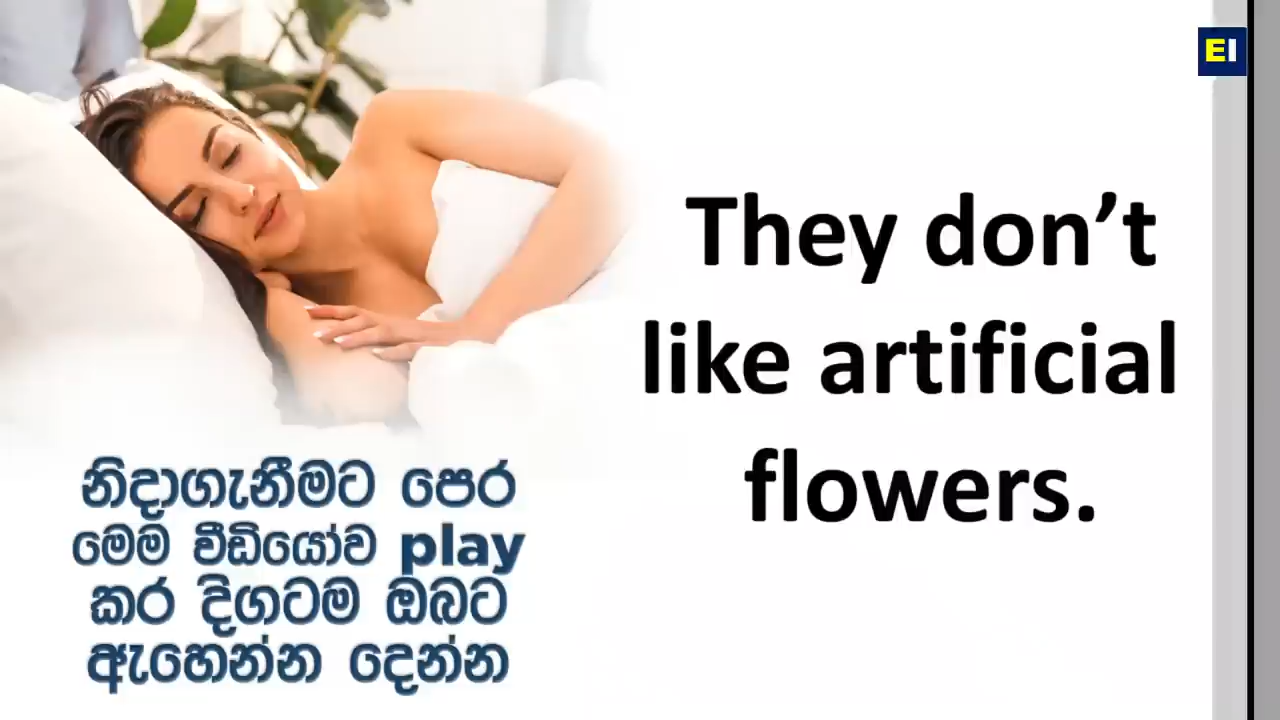 EI
They don’t
like artificial
flowers.
නිදාගැනීමට පෙර
මෙම වීඩියෝව play
කර දිගටම ඔබට
ඇහෙන්න දෙන්න